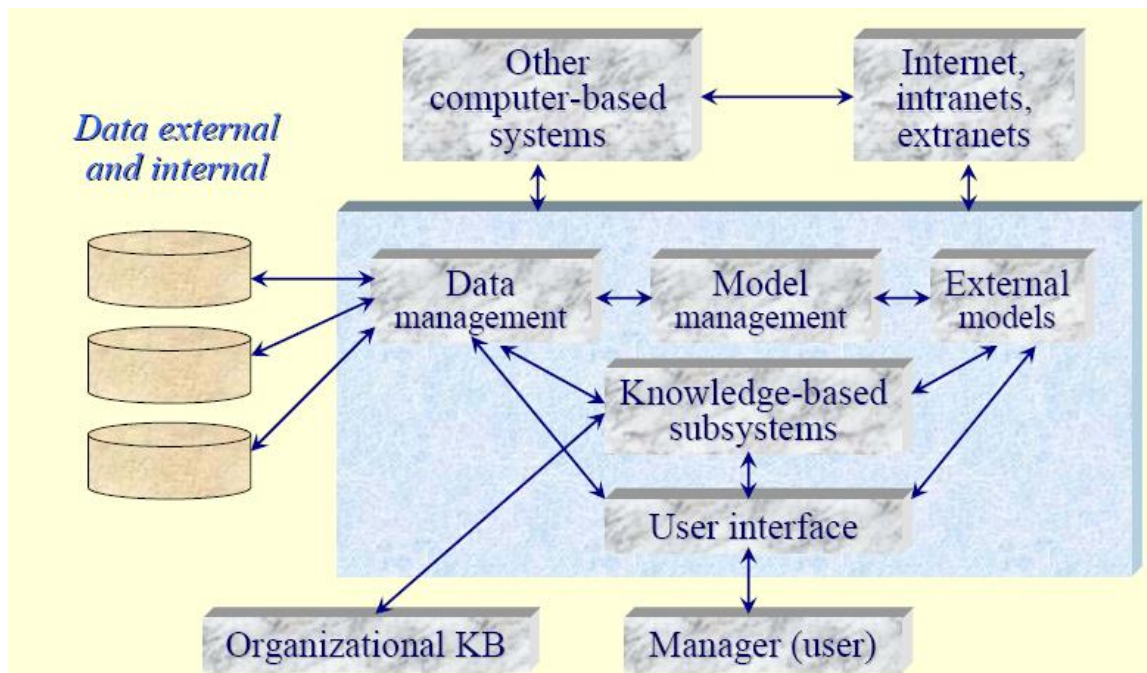 Other
computer-based
systems
Internet,
intranets,
extranets
Data external
and internal
Data
management
Model
management
External
models
Knowledge-based
subsystems
User interface
Organizational KB
Manager (user)